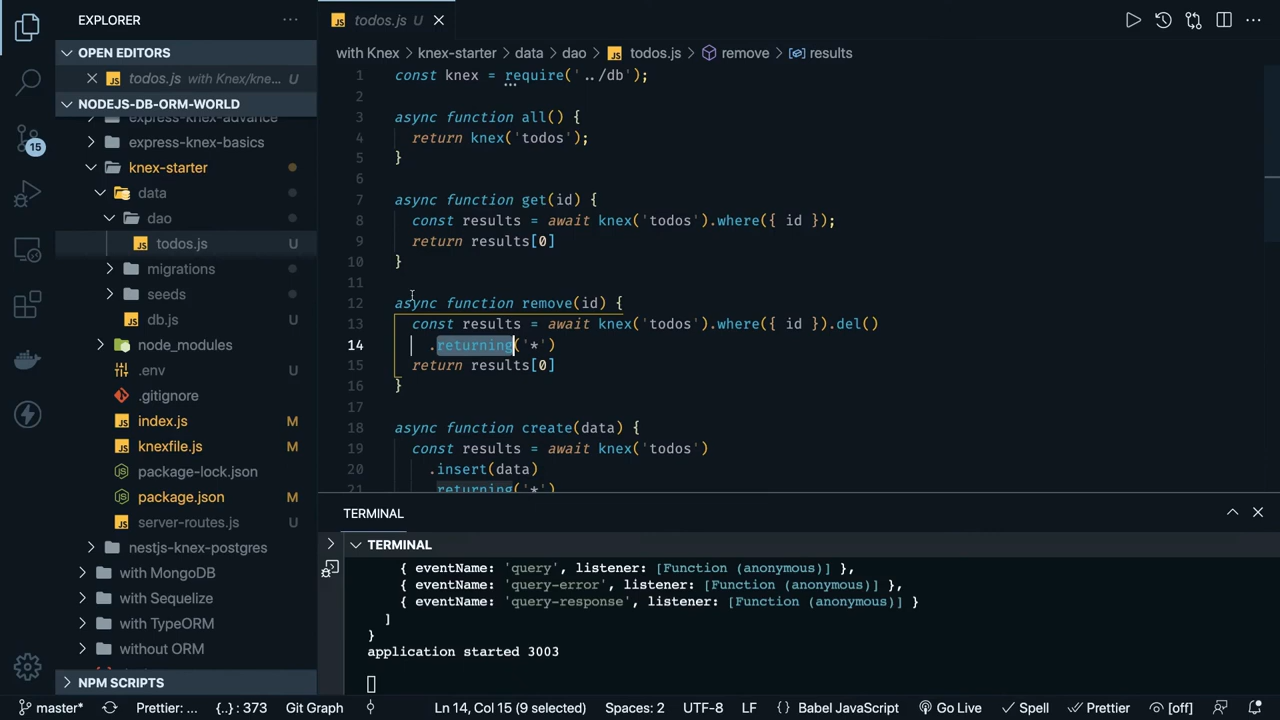 EXPLORER
OPEN EDITORS
todos.js with Knex/kne... U
NODEJS-DB-ORM-WORLD
express-knex-advance
express-knex-basics
knex-starter
data
dao
todos.js U
migrations
seeds
db.js U
node_modules
.env
.gitignore
index.js M
knexfile.js M
package-lock.json
package.json M
server-routes.js U
nestjs-knex-postgres
with MongoDB
with Sequelize
with TypeORM
without ORM
NPM SCRIPTS
15
todos.js U
with Knex > knex-starter > data > dao > todos.js > remove > results
1 const knex = require('../db');
2
3 async function all() {
4 return knex('todos');
5 }
6
7 async function get(id) {
8 const results = await knex('todos').where({ id });
9 return results[0]
10 }
11
12 async function remove(id) {
13 const results = await knex('todos').where({ id }).del()
14 .returning('*')
15 return results[0]
16 }
17
18 async function create(data) {
19 const results = await knex('todos')
20 .insert(data)
21 .returning('*')
TERMINAL
TERMINAL
{ eventName: 'query', listener: [Function (anonymous)] },
{ eventName: 'query-error', listener: [Function (anonymous)] },
{ eventName: 'query-response', listener: [Function (anonymous)] }
]
}
application started 3003
master* Prettier: ... {..} : 373 Git Graph Ln 14, Col 15 (9 selected) Spaces: 2 UTF-8 LF {} Babel JavaScript Go Live Spell Prettier [off]